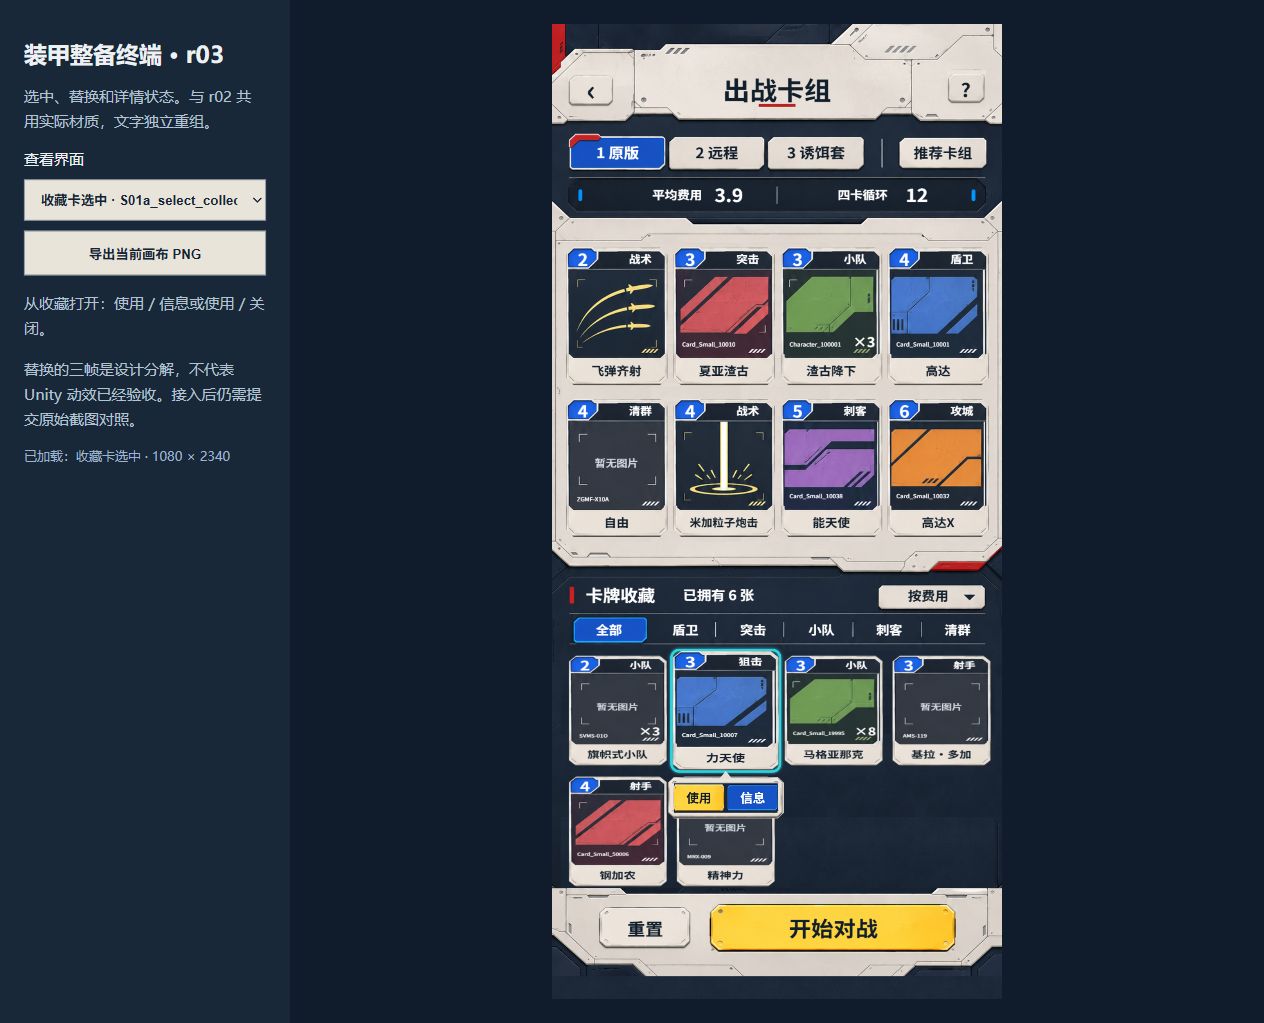 装甲整备终端 • r03
选中、替换和详情状态。与 r02 共
用实际材质，文字独立重组。
查看界面
收藏卡选中 · S01a_select_collec
导出当前画布 PNG
从收藏打开：使用 / 信息或使用 / 关
闭。
替换的三帧是设计分解，不代表
Unity 动效已经验收。接入后仍需提
交原始截图对照。
已加载：收藏卡选中 · 1080 × 2340
出战卡组
?
1 原版
2 远程
3 诱饵套
推荐卡组
平均费用 3.9
四卡循环 12
2 战术
飞弹齐射
3 突击
Card_Small_10010
夏亚渣古
3 小队
Character_100001 ×3
渣古降下
4 盾卫
Card_Small_10001
高达
4 清群
暂无图片
ZGMF-X10A
自由
4 战术
米加粒子炮击
5 刺客
Card_Small_10038
能天使
6 攻城
Card_Small_10032
高达X
卡牌收藏 已拥有 6 张
按费用
全部 盾卫 突击 小队 刺客 清群
2 小队
暂无图片
SVMS-01O ×3
旗帜式小队
3 狙击
Card_Small_10007
力天使
3 小队
Card_Small_19995 ×8
马格亚那克
3 射手
暂无图片
AMS-119
基拉·多加
4 射手
Card_Small_50006
钢加农
使用 信息
暂无图片
MRX-009
精神力
重置
开始对战